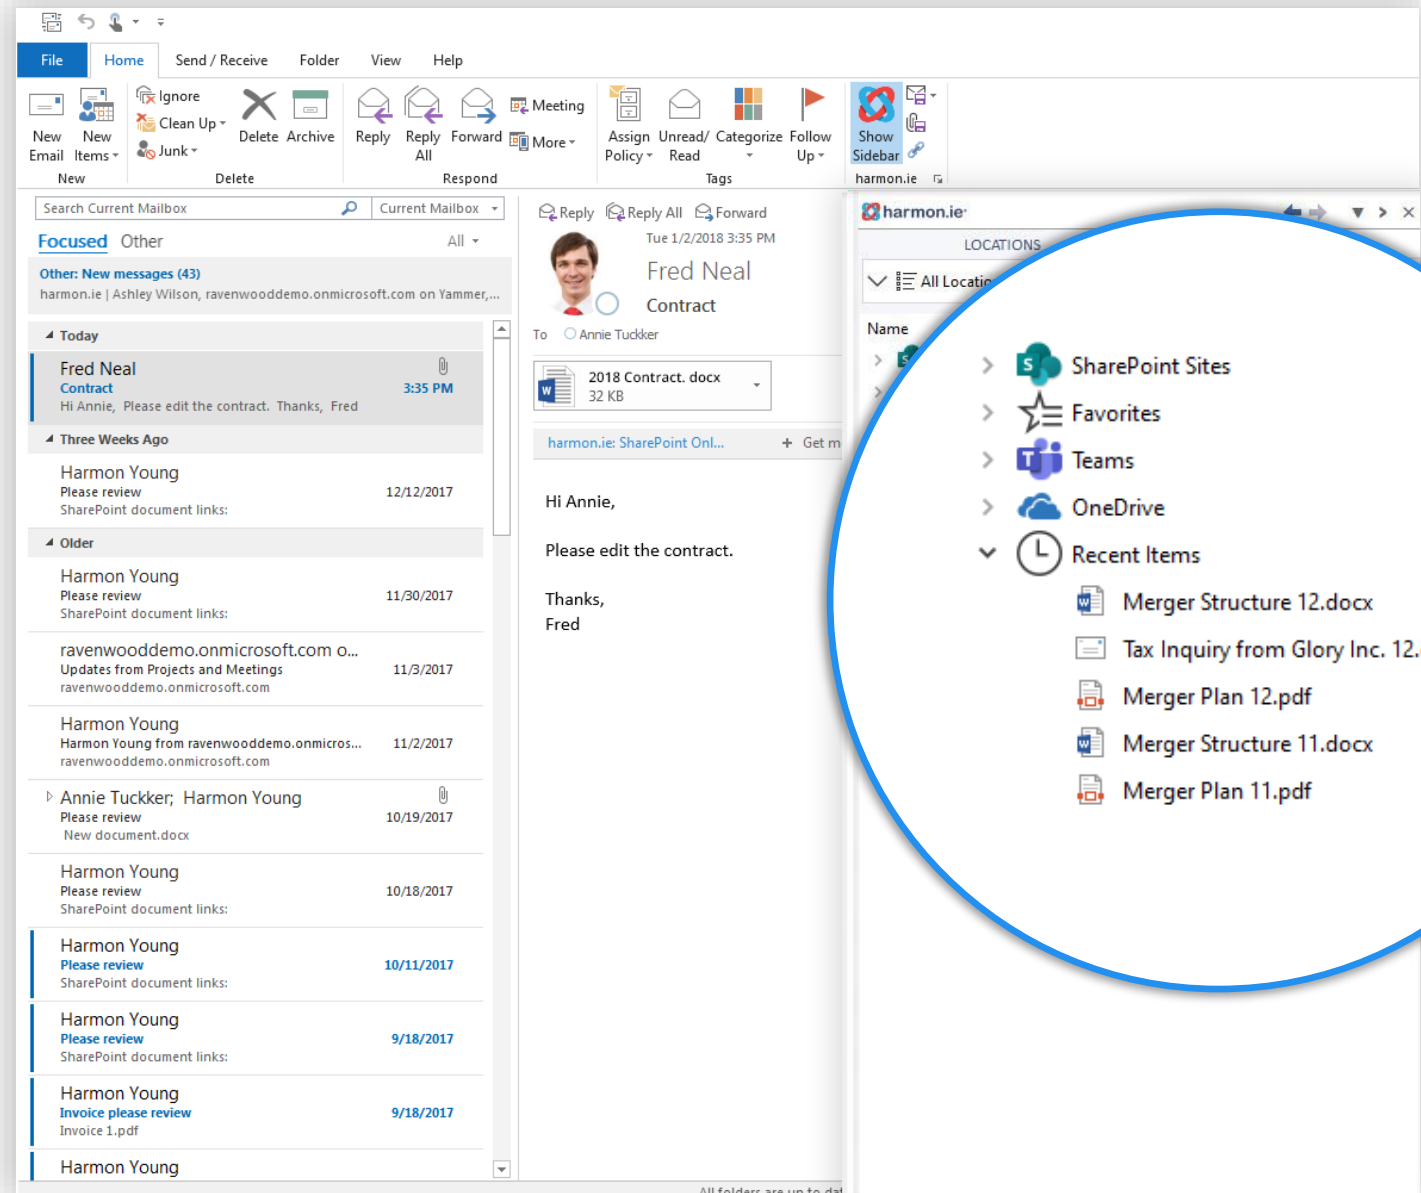 File Home Send / Receive Folder View Help
New Email
New Items
Ignore
Clean Up
Junk
Delete Archive
Reply
Reply All
Forward
Meeting
More
Assign Policy
Unread/ Read
Categorize
Follow Up
Show Sidebar
New Delete Respond Tags harmon.ie
Search Current Mailbox Current Mailbox
Focused Other All
Other: New messages (43)
harmon.ie | Ashley Wilson, ravenwooddemo.onmicrosoft.com on Yammer,...
Today
Fred Neal
Contract 3:35 PM
Hi Annie, Please edit the contract. Thanks, Fred
Three Weeks Ago
Harmon Young
Please review 12/12/2017
SharePoint document links:
Older
Harmon Young
Please review 11/30/2017
SharePoint document links:
ravenwooddemo.onmicrosoft.com o...
Updates from Projects and Meetings 11/3/2017
ravenwooddemo.onmicrosoft.com
Harmon Young
Harmon Young from ravenwooddemo.onmicros... 11/2/2017
ravenwooddemo.onmicrosoft.com
Annie Tuckker; Harmon Young
Please review 10/19/2017
New document.docx
Harmon Young
Please review 10/18/2017
SharePoint document links:
Harmon Young
Please review 10/11/2017
SharePoint document links:
Harmon Young
Please review 9/18/2017
SharePoint document links:
Harmon Young
Invoice please review 9/18/2017
Invoice 1.pdf
Harmon Young
Reply Reply All Forward
Tue 1/2/2018 3:35 PM
Fred Neal
Contract
To Annie Tuckker
2018 Contract. docx
32 KB
harmon.ie: SharePoint Onl... + Get m
Hi Annie,
Please edit the contract.
Thanks,
Fred
harmon.ie
LOCATIONS
All Locatio
Name
SharePoint Sites
Favorites
Teams
OneDrive
Recent Items
Merger Structure 12.docx
Tax Inquiry from Glory Inc. 12.
Merger Plan 12.pdf
Merger Structure 11.docx
Merger Plan 11.pdf
All folders are up to dat